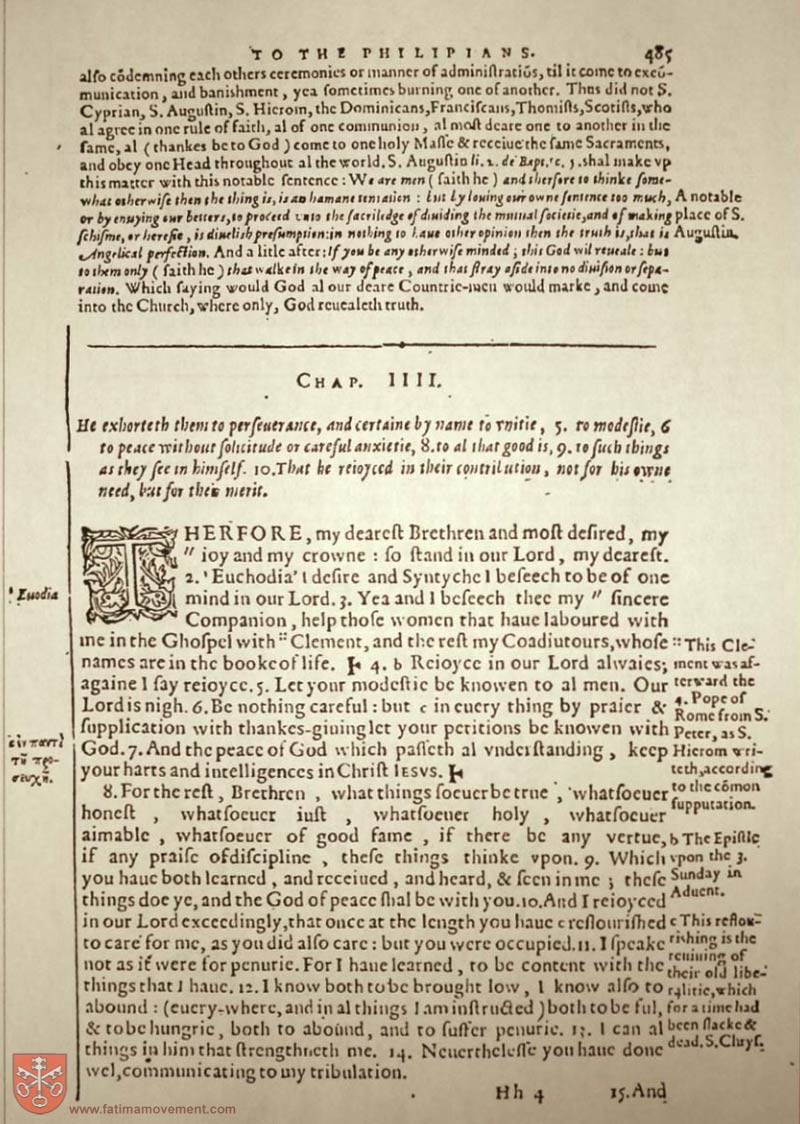 TO THE PHILIPIANS. 485
alſo cõdemning each others ceremonies or manner of adminiſtratiõs, til it come to excõ-
munication, and banishment, yea ſometimes burning one of another. Thus did not S.
Cyprian, S. Auguſtin, S. Hierom, the Dominicans, Franciſcans, Thomiſts, Scotiſts, who
al agree in one rule of faith, al of one communion, al moſt deare one to another in the
ſame, al (thankes be to God) come to one holy Maſſe & receiue the ſame Sacraments,
and obey one Head throughout al the world. S. Auguſtin li. 2. de Bapt. c. 5. shal make vp
this matter with this notable ſentence: We are men (faith he) and therfore to thinke ſome-
what otherwiſe then the thing is, is an humane tentation: but by louing our owne ſentence too much,
or by enuying our betters, to proceed vnto the ſacriledge of diuiding the mutual ſocietie, and of making
ſchiſme, or hereſie, is diueliſh preſumption: in nothing to haue other opinion then the truth is, that is
Angelical perfection. And a litle after: If you be any otherwiſe minded; this God wil reueale: but
to them only (faith he) that walke in the way of peace, and that ſtray aſide into no diuiſion or ſepa-
ration. Which ſaying would God al our deare Countrie-men would marke, and come
into the Church, where only, God reuealeth truth.
A notable
place of S.
Auguſtin.
CHAP. IIII.
He exhorteth them to perſeuerance, and certaine by name to vnitie, 5. to modeſtie, 6
to peace without ſolicitude or careful anxietie, 8. to al that good is, 9. to ſuch things
as they ſee in himſelf. 10. That he reioyced in their contribution, not for his owne
need, but for their merit.
THERFORE, my deareſt Brethren and moſt deſired, my
" ioy and my crowne: ſo ſtand in our Lord, my deareſt.
2. 'Euchodia' I deſire and Syntyche I beſeech to be of one
mind in our Lord. 3. Yea and I beſeech thee my " ſincere
Companion, help thoſe women that haue laboured with
me in the Ghoſpel with :: Clement, and the reſt my Coadiutours, whoſe
names are in the booke of life. 4. b Reioyce in our Lord alwaies;
againe I ſay reioyce. 5. Let your modeſtie be knowen to al men. Our
Lord is nigh. 6. Be nothing careful: but c in euery thing by praier &
ſupplication with thankes-giuing let your petitions be knowen with
God. 7. And the peace of God which paſſeth al vnderſtanding, keep
your harts and intelligences in Chriſt IESVS.
8. For the reſt, Brethren, what things ſoeuer be true, whatſoeuer
honeſt, whatſoeuer iuſt, whatſoeuer holy, whatſoeuer
aimable, whatſoeuer of good fame, if there be any vertue,
if any praiſe of diſcipline, theſe things thinke vpon. 9. Which
you haue both learned, and receiued, and heard, & ſeen in me; theſe
things doe ye, and the God of peace ſhal be with you. 10. And I reioyced
in our Lord exceedingly, that once at the length you haue c reflouriſhed
to care for me, as you did alſo care: but you were occupied. 11. I ſpeake
not as it were for penurie. For I haue learned, to be content with the
things that I haue. 12. I know both to be brought low, I know alſo to
abound: (euery-where, and in al things I am inſtructed) both to be ful,
& to be hungrie, both to abound, and to ſuffer penurie. 13. I can al
things in him that ſtrengthneth me. 14. Neuertheleſſe you haue done
wel, communicating to my tribulation.
' Euodia
ἐν παντὶ
τῇ προ-
σευχῇ.
:: This Cle-
ment was af-
terward the
4. Pope of
Rome from S.
Peter, as S.
Hierom wri-
teth, according
to the cõmon
ſupputation.
b The Epiſtle
vpon the 3.
Sunday in
Aduent.
c This reflou-
riſhing is the
reuiuing of
their old libe-
ralitie, which
for a time had
been ſlacke &
dead. S. Chryſ.
Hh 4 15. And
www.fatimamovement.com